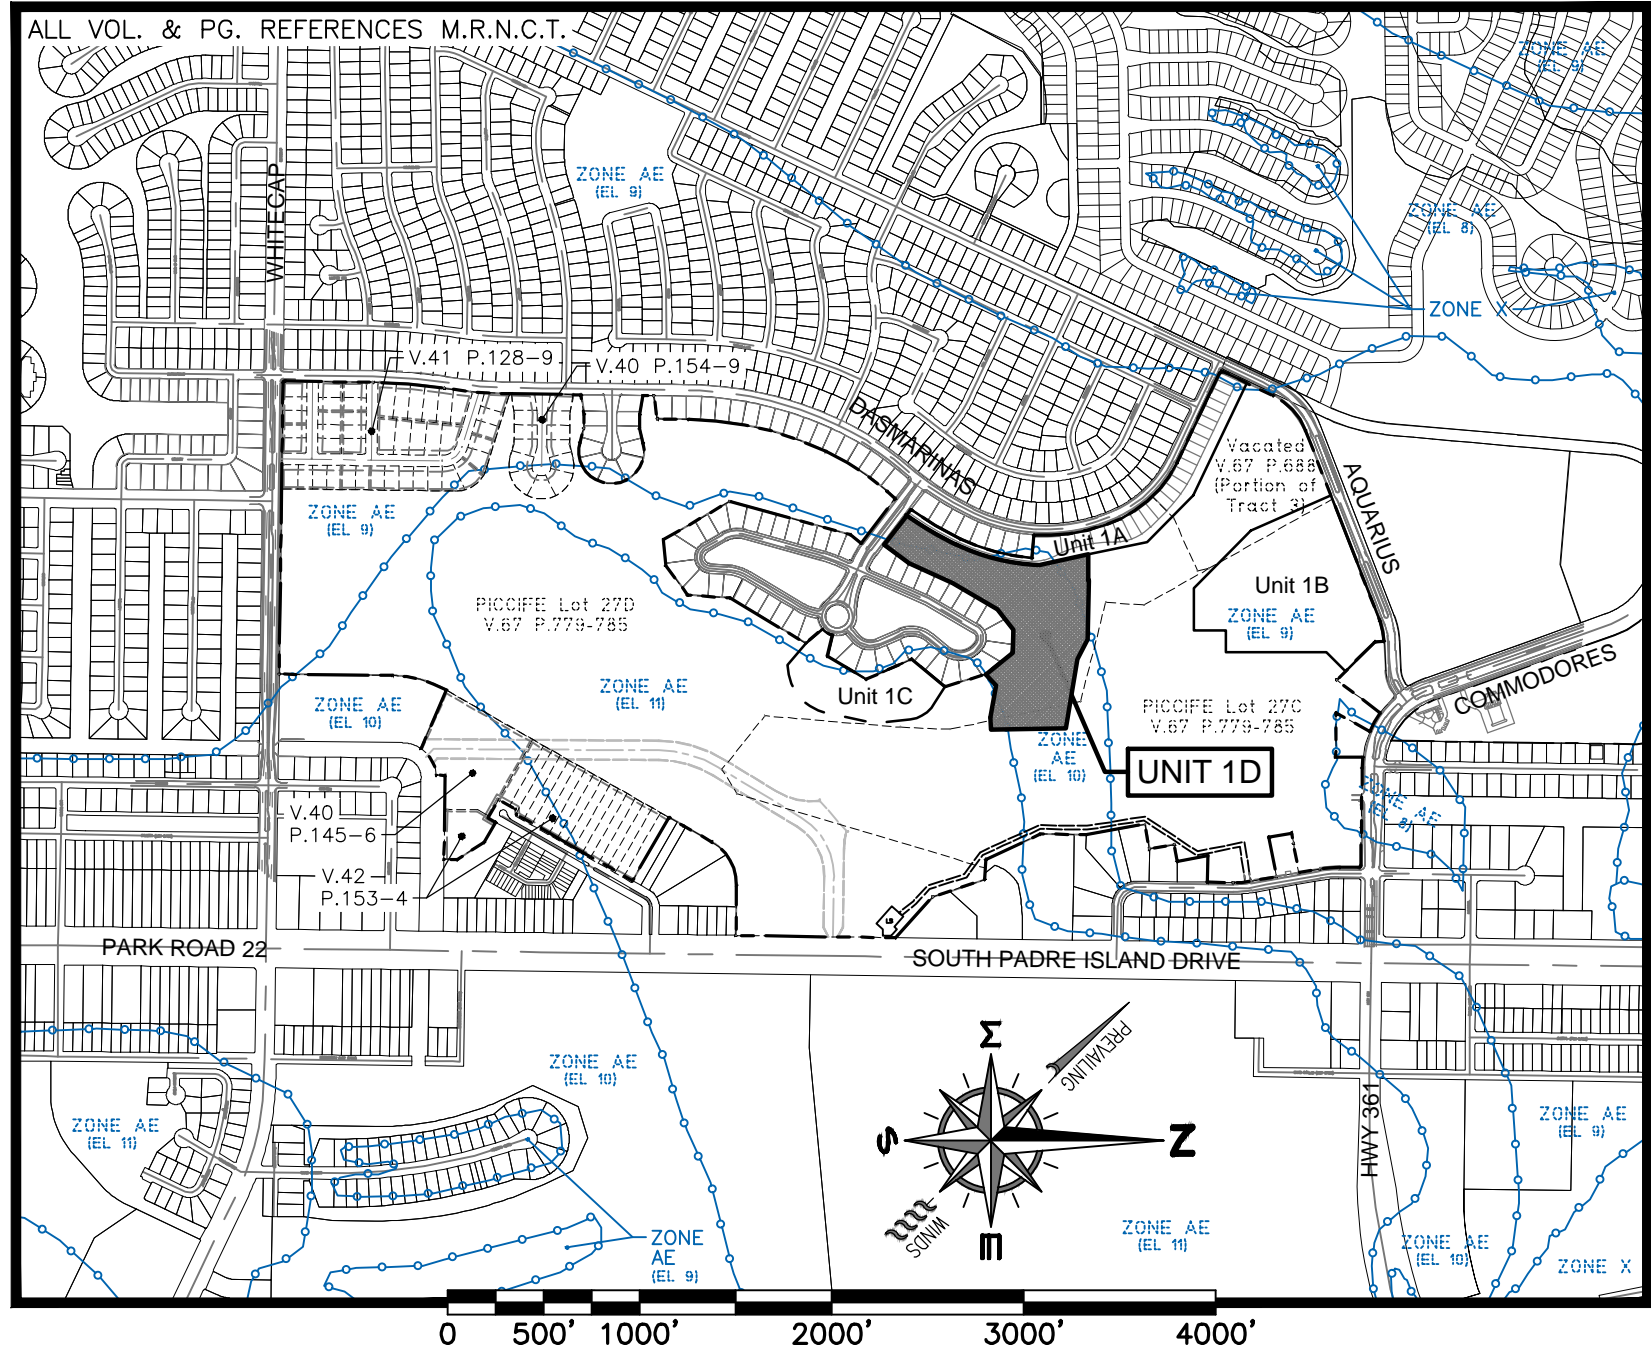 ALL VOL. & PG. REFERENCES M.R.N.C.T.
ZONE AE
(EL 9)
ZONE AE
(EL 9)
WHITECAP
ZONE AE
(EL 8)
ZONE X
V.41 P.128-9
V.40 P.154-9
DASMARINAS
Vacated
V.67 P.688
(Portion of
Tract 3)
AQUARIUS
ZONE AE
(EL 9)
Unit 1A
Unit 1B
ZONE AE
(EL 9)
PICCIFE Lot 27D
V.67 P.779-785
COMMODORES
ZONE AE
(EL 11)
Unit 1C
ZONE AE
(EL 10)
PICCIFE Lot 27C
V.67 P.779-785
ZONE
AE
(EL 10)
UNIT 1D
ZONE AE
(EL 8)
V.40
P.145-6
V.42
P.153-4
LS
PARK ROAD 22
SOUTH PADRE ISLAND DRIVE
PREVAILING
WINDS
W
S
N
E
HWY 361
ZONE AE
(EL 10)
ZONE AE
(EL 11)
ZONE AE
(EL 9)
ZONE
AE
(EL 9)
ZONE AE
(EL 11)
ZONE AE
(EL 10)
ZONE X
0 500' 1000' 2000' 3000' 4000'